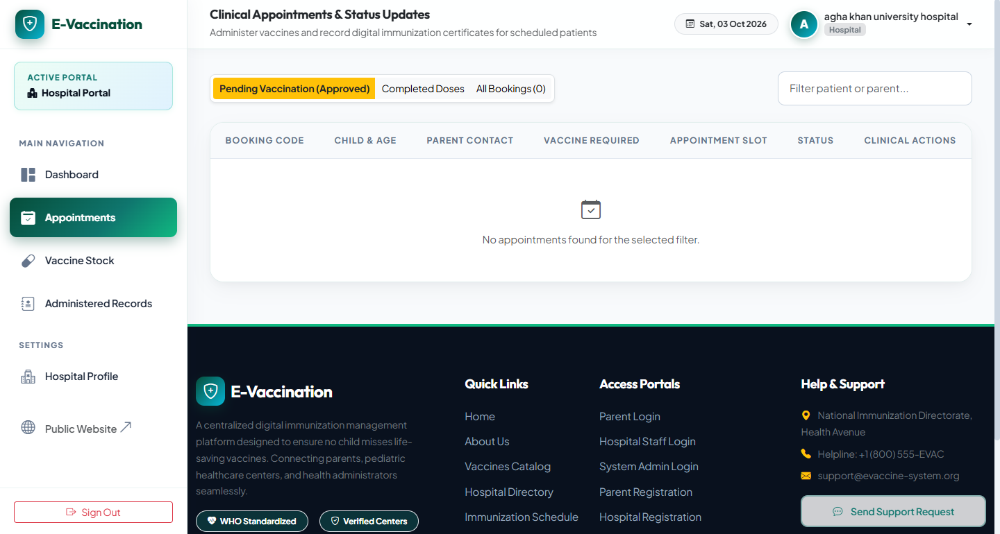 E-Vaccination
ACTIVE PORTAL
Hospital Portal
MAIN NAVIGATION
Dashboard
Appointments
Vaccine Stock
Administered Records
SETTINGS
Hospital Profile
Public Website
Sign Out
Clinical Appointments & Status Updates
Administer vaccines and record digital immunization certificates for scheduled patients
Sat, 03 Oct 2026
A
agha khan university hospital
Hospital
Pending Vaccination (Approved) Completed Doses All Bookings (0)
Filter patient or parent...
BOOKING CODE CHILD & AGE PARENT CONTACT VACCINE REQUIRED APPOINTMENT SLOT STATUS CLINICAL ACTIONS
No appointments found for the selected filter.
E-Vaccination
A centralized digital immunization management
platform designed to ensure no child misses life-
saving vaccines. Connecting parents, pediatric
healthcare centers, and health administrators
seamlessly.
WHO Standardized Verified Centers
Quick Links
Home
About Us
Vaccines Catalog
Hospital Directory
Immunization Schedule
Access Portals
Parent Login
Hospital Staff Login
System Admin Login
Parent Registration
Hospital Registration
Help & Support
National Immunization Directorate,
Health Avenue
Helpline: +1 (800) 555-EVAC
support@evaccine-system.org
Send Support Request